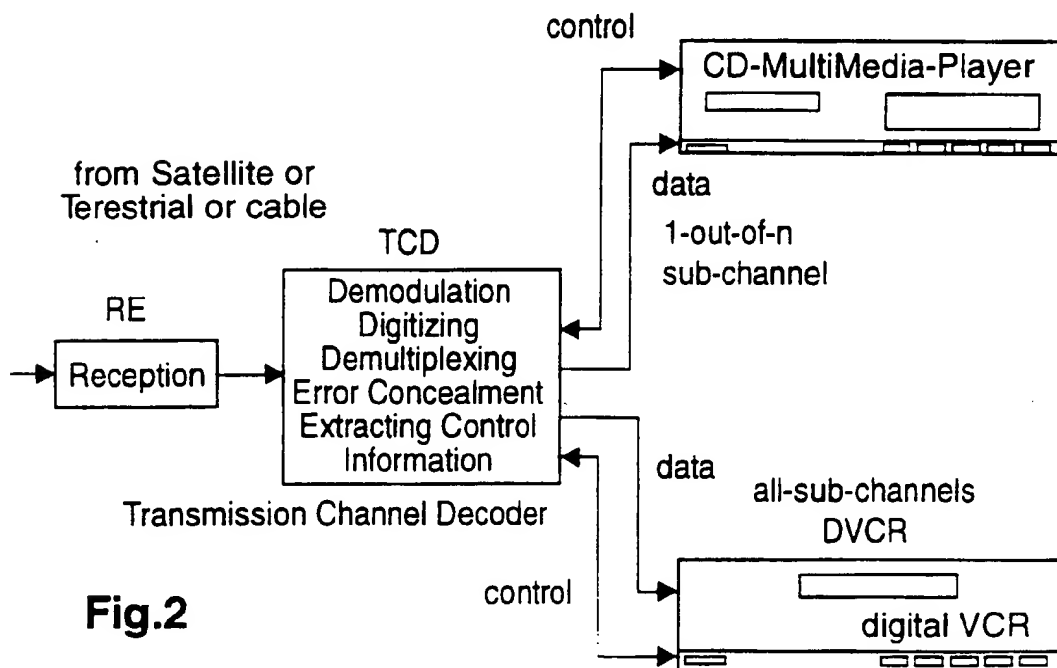 control
CD-MultiMedia-Player
from Satellite or
Terestrial or cable
data
1-out-of-n
sub-channel
TCD
RE
Reception
Demodulation
Digitizing
Demultiplexing
Error Concealment
Extracting Control
Information
Transmission Channel Decoder
data
all-sub-channels
DVCR
control
digital VCR
Fig.2